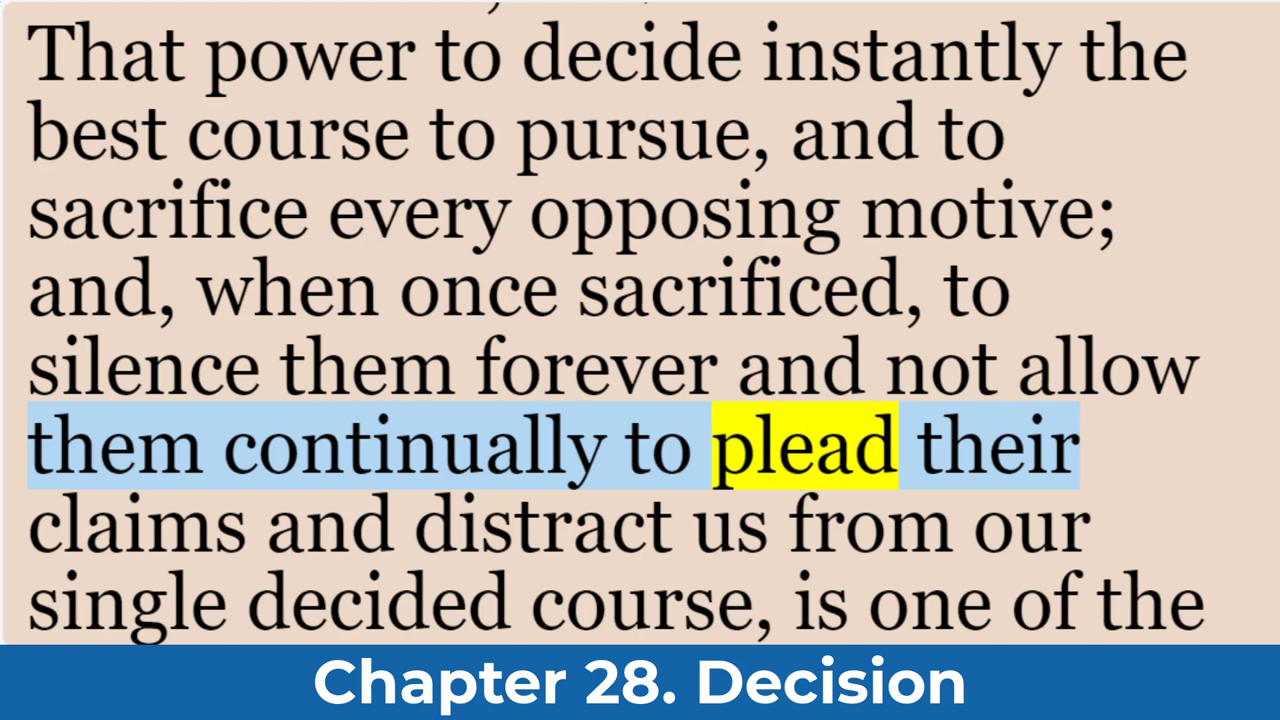 That power to decide instantly the
best course to pursue, and to
sacrifice every opposing motive;
and, when once sacrificed, to
silence them forever and not allow
them continually to plead their
claims and distract us from our
single decided course, is one of the
Chapter 28. Decision